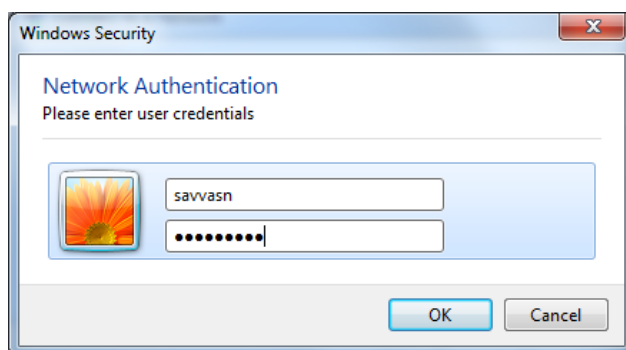 Windows Security
Network Authentication
Please enter user credentials
savvasn
●●●●●●●●●
OK
Cancel